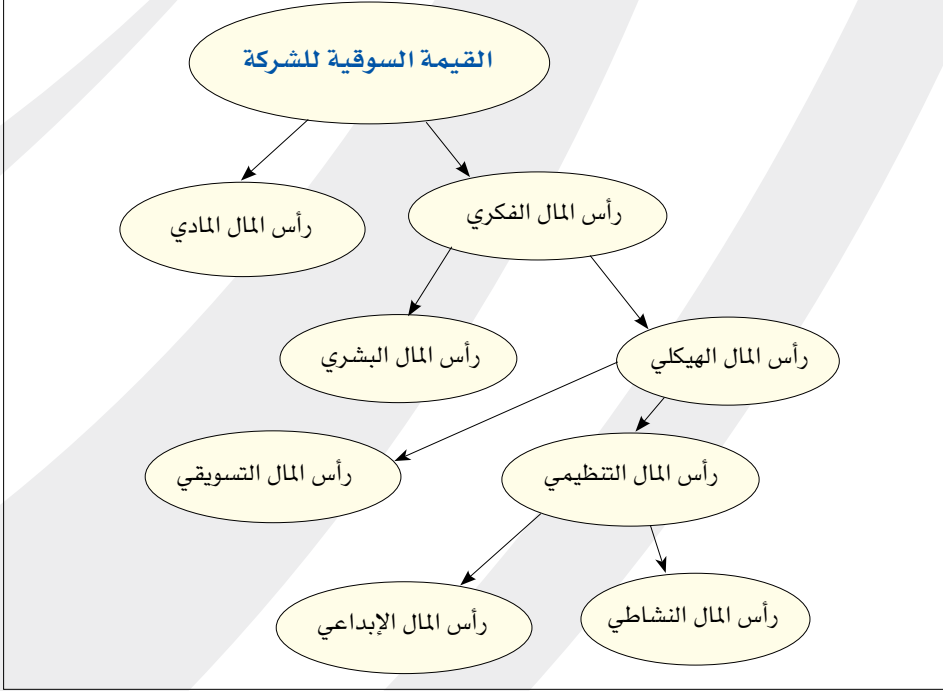 القيمة السوقية للشركة
رأس المال الفكري
رأس المال المادي
رأس المال الهيكلي
رأس المال البشري
رأس المال التنظيمي
رأس المال التسويقي
رأس المال النشاطي
رأس المال الإبداعي